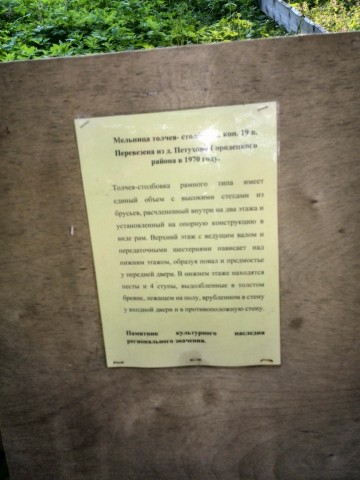 Мельница толчея- столбовка кон. 19 в.
Перевезена из д. Петухово Городецкого
района в 1970 году.
Толчея-столбовка рамного типа имеет
единый объем с высокими стенами из
брусьев, расчлененный внутри на два этажа и
установленный на опорную конструкцию в
виде рам. Верхний этаж с ведущим валом и
передаточными шестернями нависает над
нижним этажом, образуя повал и предмостье
у передней двери. В нижнем этаже находятся
песты и 4 ступы, выдолбленные в толстом
бревне, лежащем на полу, врубленном в стену
у входной двери и в противоположную стену.
Памятник культурного наследия
регионального значения.